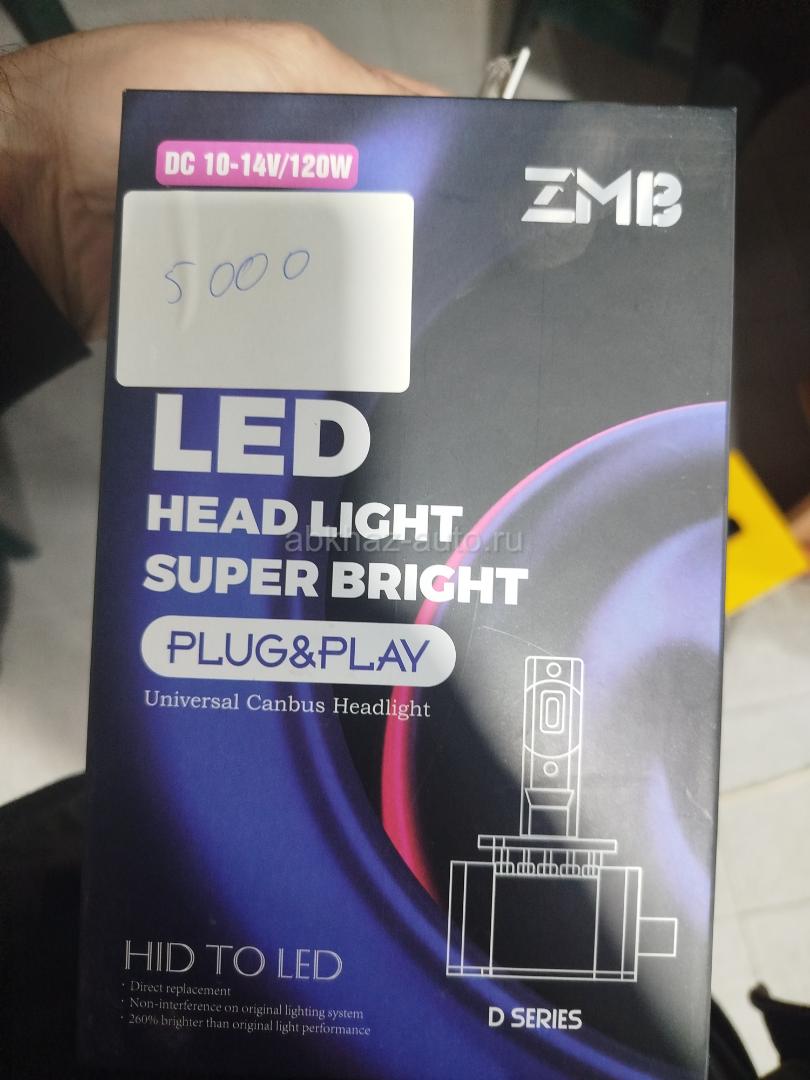 DC 10-14V/120W
ZMB
5000
LED
HEAD LIGHT
abkhaz-auto.ru
SUPER BRIGHT
PLUG&PLAY
Universal Canbus Headlight
HID TO LED
· Direct replacement
· Non-interference on original lighting system
· 260% brighter than original light performance
D SERIES